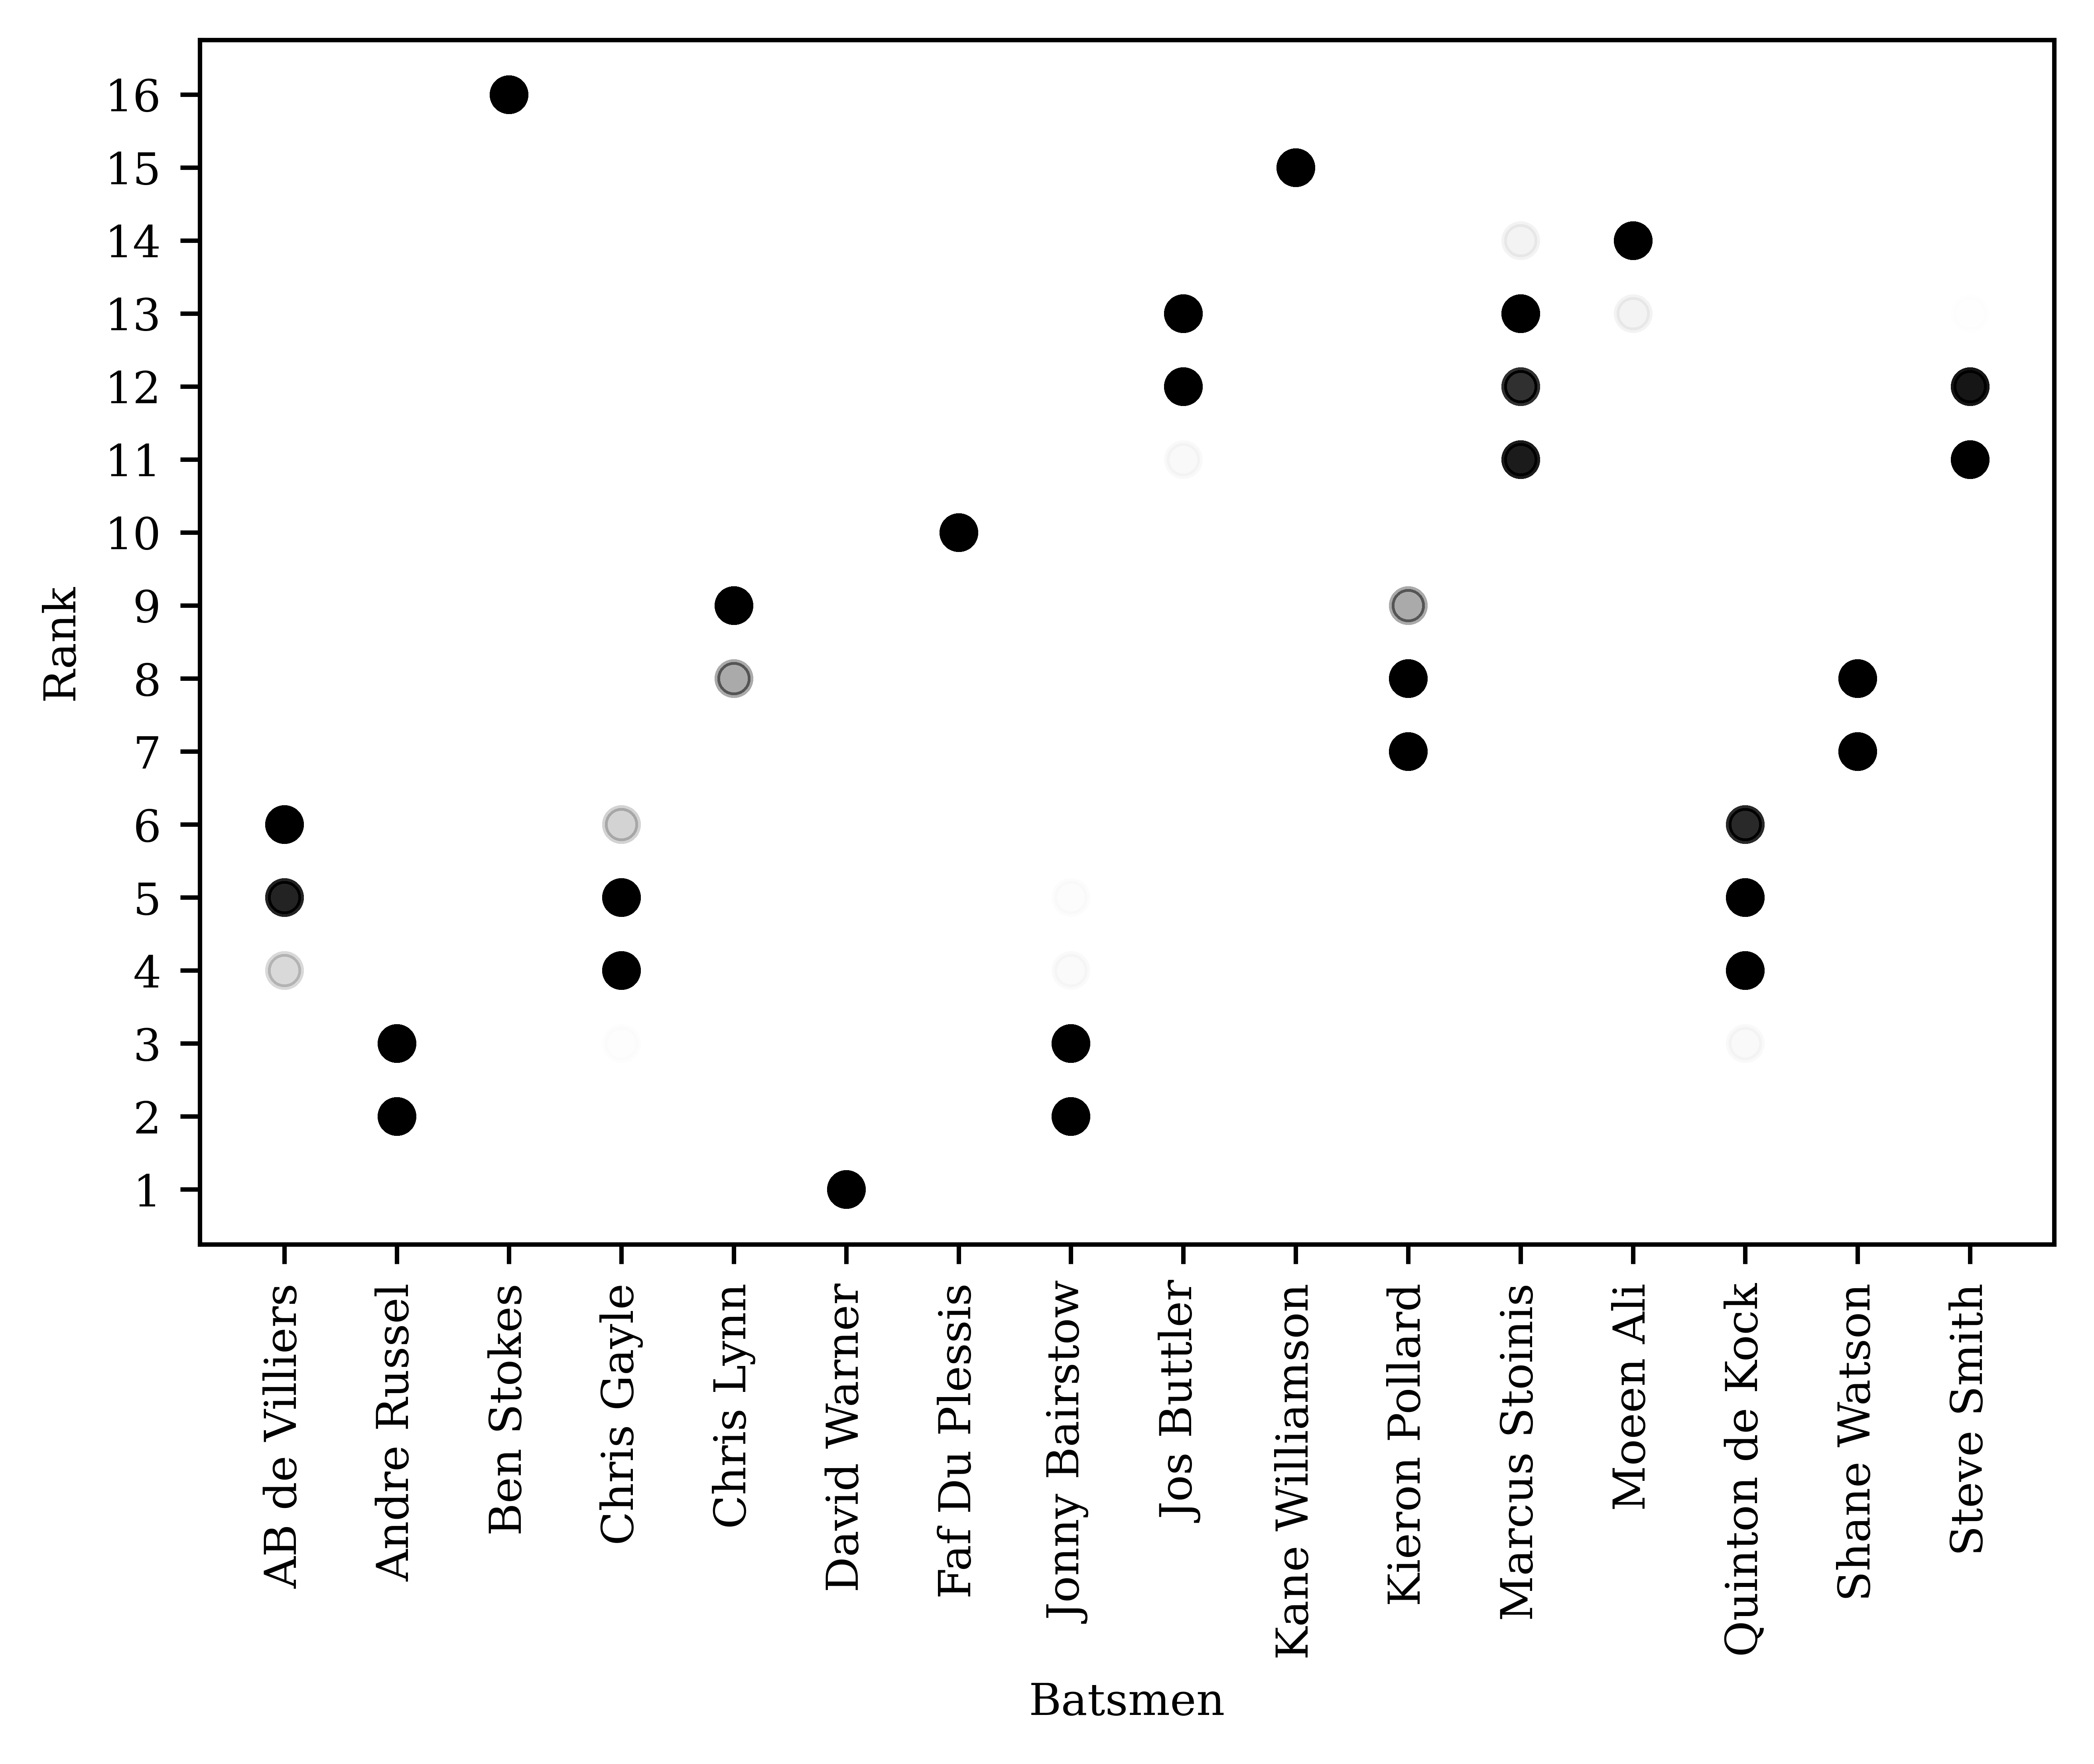 16
15
14
13
12
11
10
9
8
7
6
5
4
3
2
1
Rank
AB de Villiers
Andre Russel
Ben Stokes
Chris Gayle
Chris Lynn
David Warner
Faf Du Plessis
Jonny Bairstow
Jos Buttler
Kane Williamson
Kieron Pollard
Marcus Stoinis
Moeen Ali
Quinton de Kock
Shane Watson
Steve Smith
Batsmen